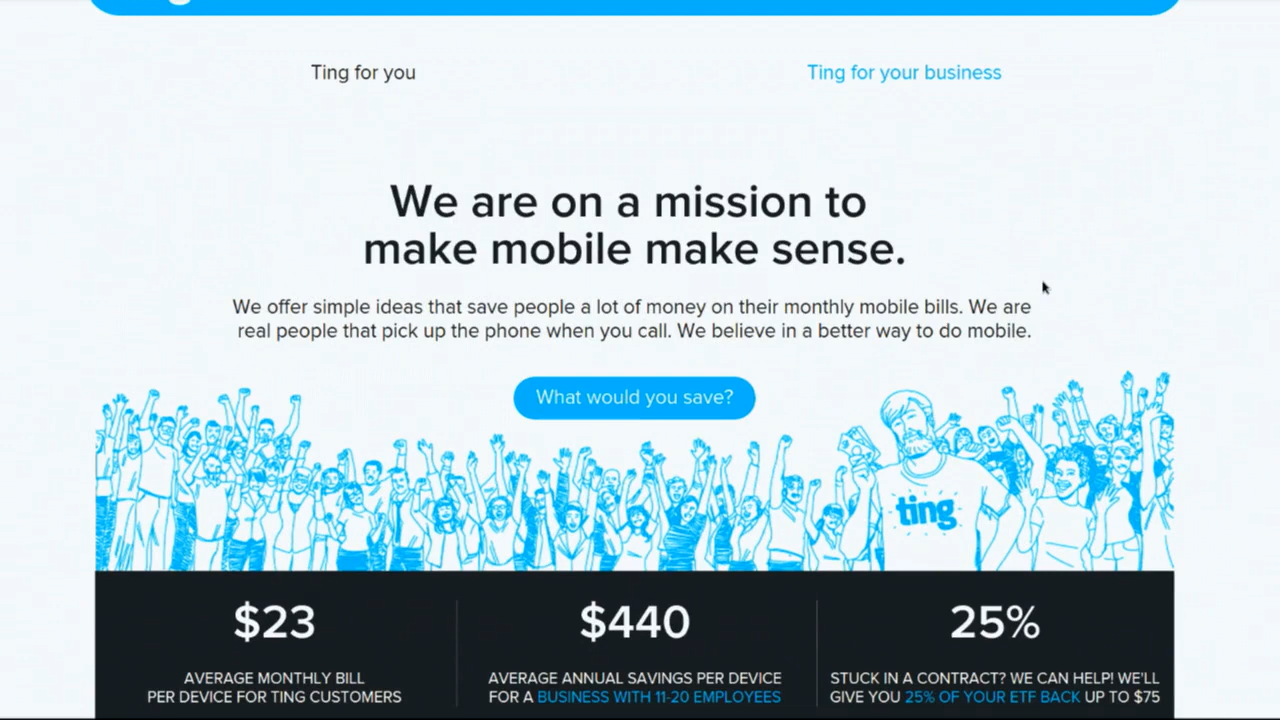 Ting for you
Ting for your business
We are on a mission to
make mobile make sense.
We offer simple ideas that save people a lot of money on their monthly mobile bills. We are
real people that pick up the phone when you call. We believe in a better way to do mobile.
What would you save?
ting
$23
AVERAGE MONTHLY BILL
PER DEVICE FOR TING CUSTOMERS
$440
AVERAGE ANNUAL SAVINGS PER DEVICE
FOR A BUSINESS WITH 11-20 EMPLOYEES
25%
STUCK IN A CONTRACT? WE CAN HELP! WE'LL
GIVE YOU 25% OF YOUR ETF BACK UP TO $75